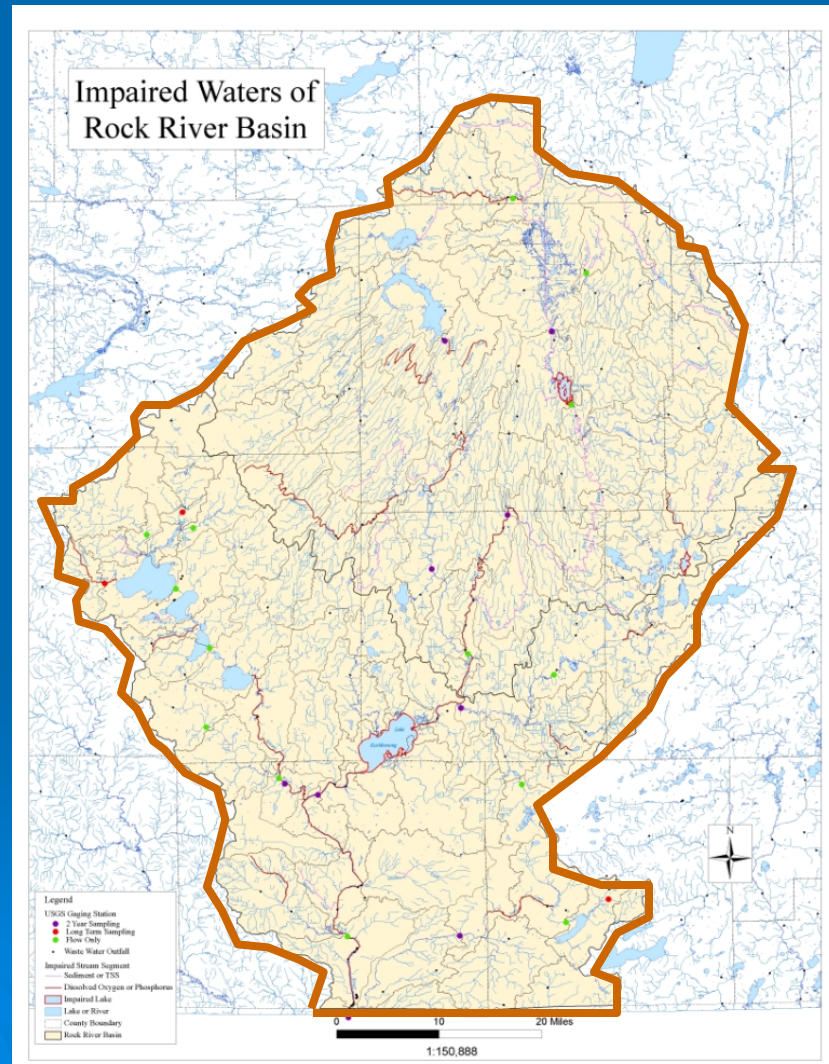 Impaired Waters of
Rock River Basin
Lake
Koshkonong
N
Legend
USGS Gaging Station
2 Year Sampling
Long Term Sampling
Flow Only
Waste Water Outfall
Impaired Stream Segment
Sediment or TSS
Dissolved Oxygen or Phosphorus
Impaired Lake
Lake or River
County Boundary
Rock River Basin
0 10 20 Miles
1:150,888